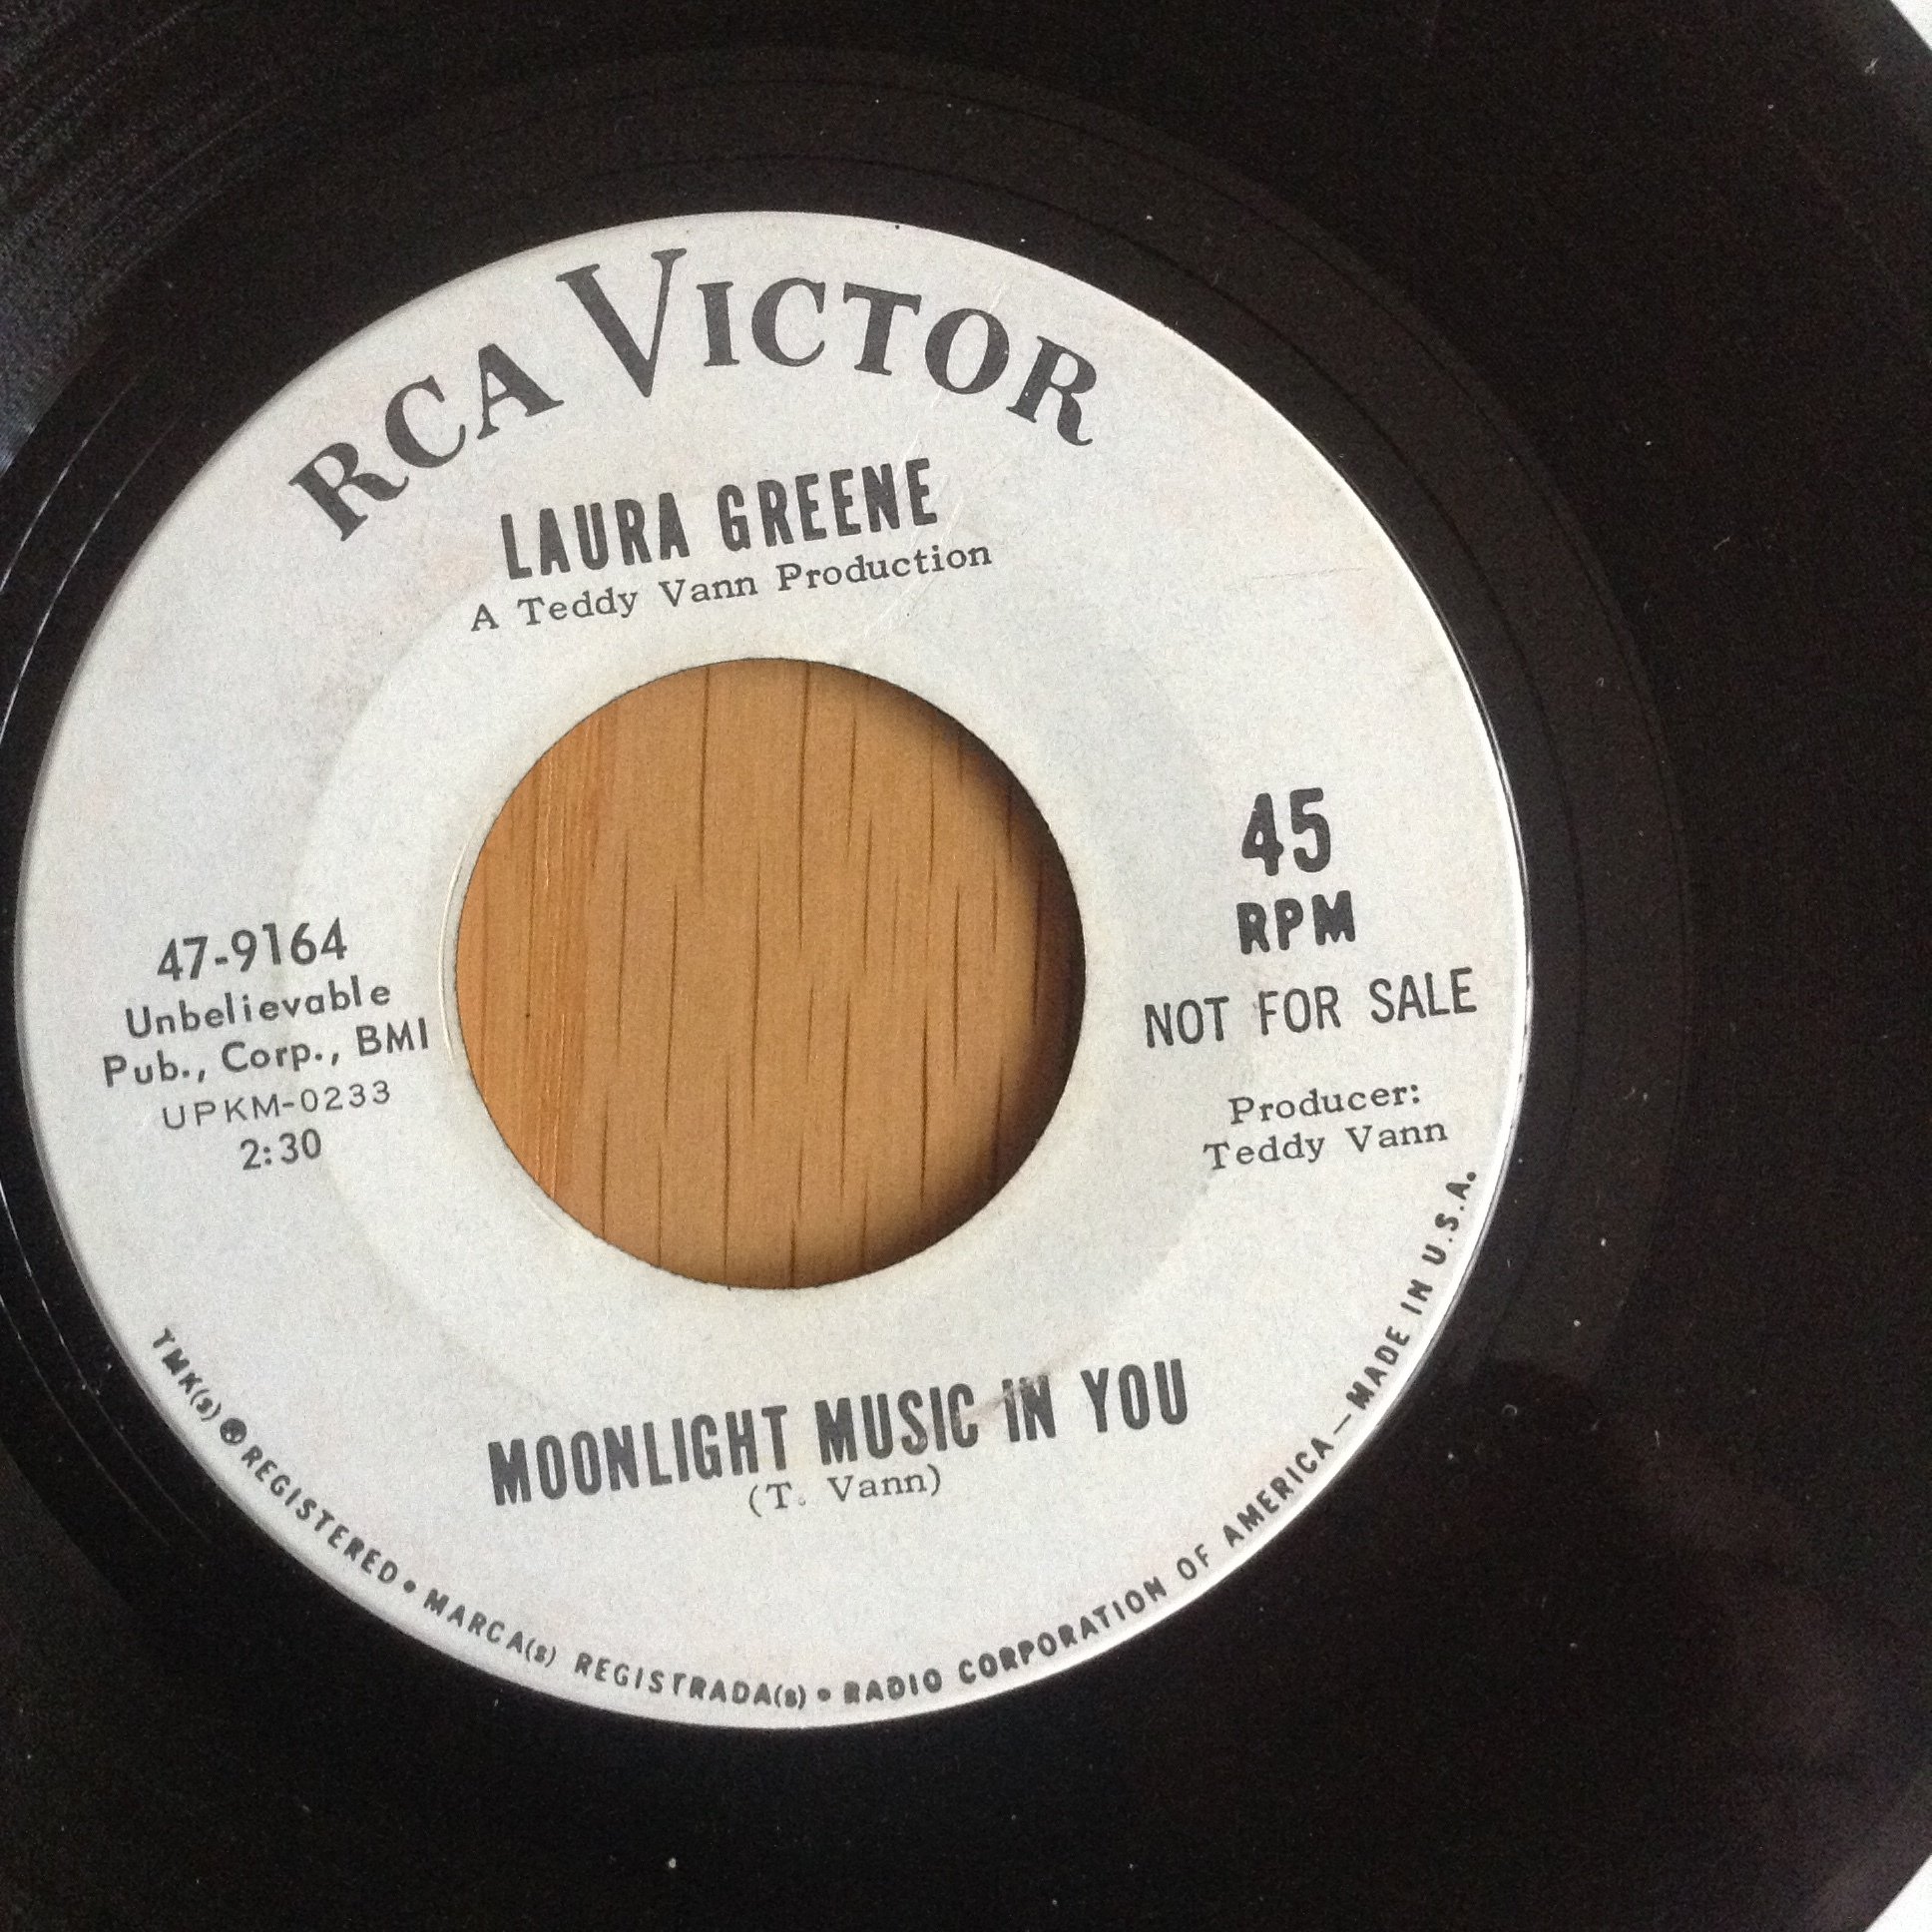 RCA VICTOR
LAURA GREENE
A Teddy Vann Production
47-9164
Unbelievable
Pub., Corp., BMI
UPKM-0233
2:30
45
RPM
NOT FOR SALE
Producer:
Teddy Vann
MOONLIGHT MUSIC IN YOU
(T. Vann)
TMK(s) ® REGISTERED • MARCA(s) REGISTRADA(s) • RADIO CORPORATION OF AMERICA — MADE IN U.S.A.